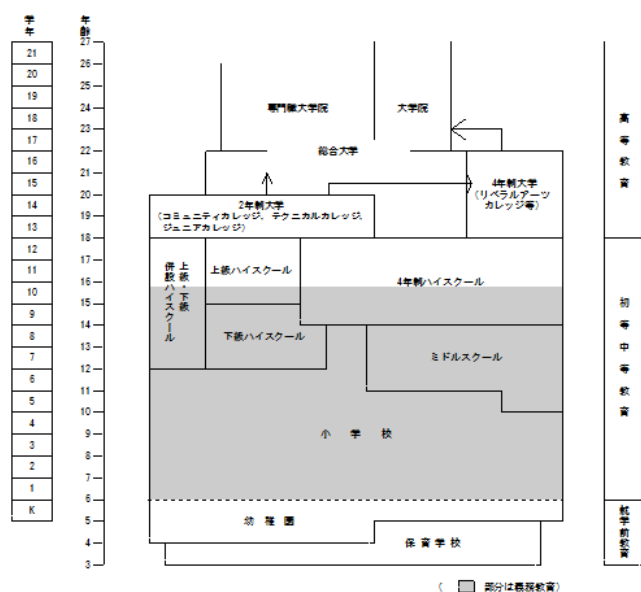 学年
年齢
27
21
26
20
25
19
24
18
23
17
22
16
21
15
20
14
19
13
18
12
17
11
16
10
15
9
14
8
13
7
12
6
11
5
10
4
9
3
8
2
7
1
6
K
5
4
3
専門職大学院
大学院
総合大学
4年制大学
(リベラルアーツ
カレッジ等)
2年制大学
(コミュニティカレッジ、テクニカルカレッジ、
ジュニアカレッジ)
上級・下級
併設ハイスクール
上級ハイスクール
4年制ハイスクール
下級ハイスクール
ミドルスクール
小学校
幼稚園
保育学校
高等教育
初等中等教育
就学前教育
( 部分は義務教育)